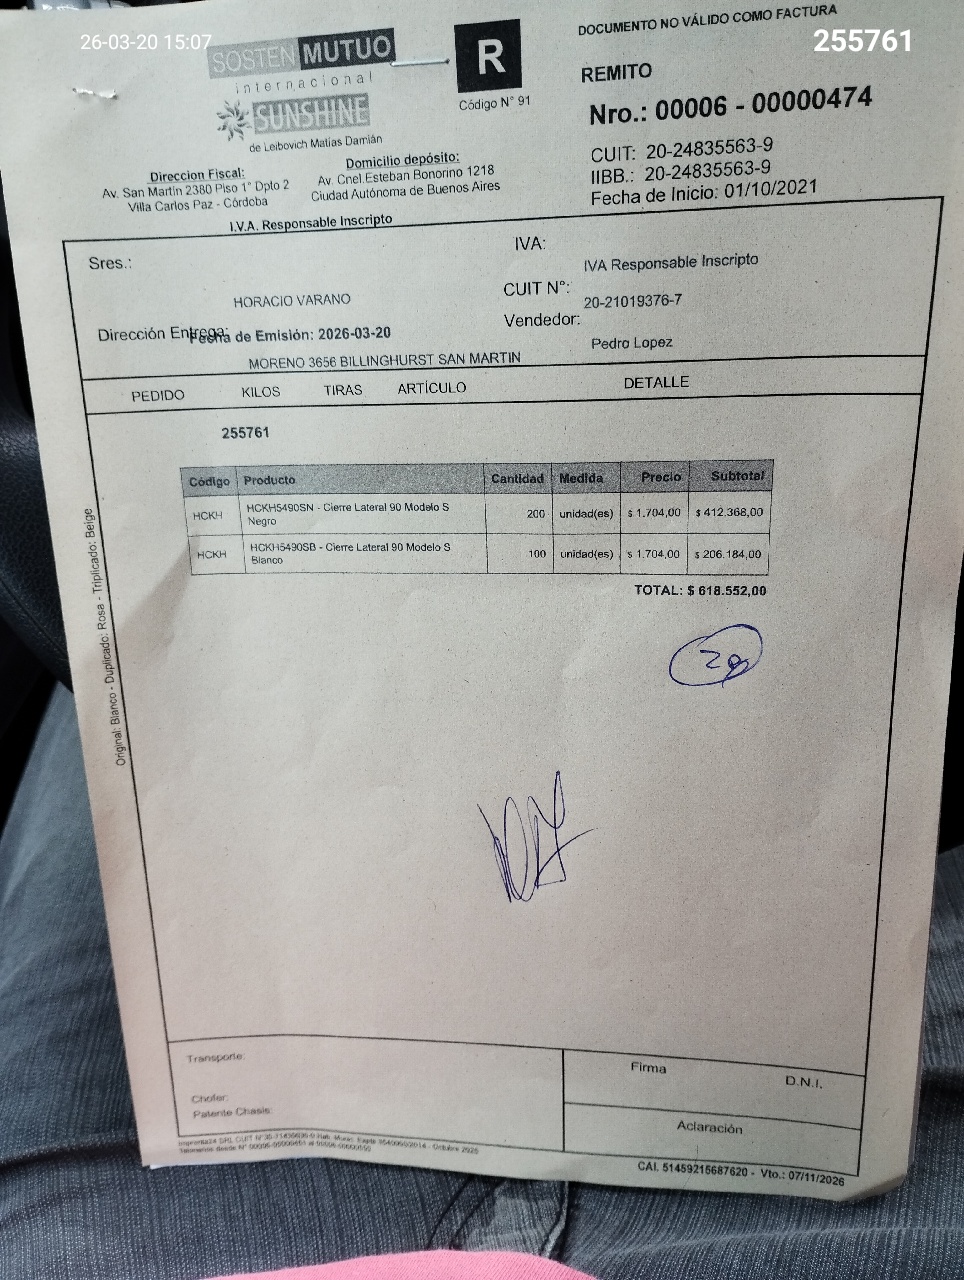 26-03-20 15:07
255761
DOCUMENTO NO VÁLIDO COMO FACTURA
SOSTEN MUTUO
internacional
SUNSHINE
de Leibovich Matías Damián
R
Código N° 91
REMITO
Nro.: 00006 - 00000474
CUIT: 20-24835563-9
IIBB.: 20-24835563-9
Fecha de Inicio: 01/10/2021
Direccion Fiscal:
Av. San Martin 2380 Piso 1° Dpto 2
Villa Carlos Paz - Córdoba
Domicilio depósito:
Av. Cnel.Esteban Bonorino 1218
Ciudad Autónoma de Buenos Aires
I.V.A. Responsable Inscripto
Sres.:
HORACIO VARANO
IVA:
IVA Responsable Inscripto
CUIT N°:
20-21019376-7
Dirección Entrega:
Fecha de Emisión: 2026-03-20
Vendedor:
Pedro Lopez
MORENO 3656 BILLINGHURST SAN MARTIN
PEDIDO KILOS TIRAS ARTÍCULO DETALLE
255761
Código Producto Cantidad Medida Precio Subtotal
HCKH HCKH5490SN - Cierre Lateral 90 Modelo S Negro 200 unidad(es) $ 1.704,00 $ 412.368,00
HCKH HCKH5490SB - Cierre Lateral 90 Modelo S Blanco 100 unidad(es) $ 1.704,00 $ 206.184,00
TOTAL: $ 618.552,00
Original: Blanco - Duplicado: Rosa - Triplicado: Beige
Transporte:
Chofer:
Patente Chasis:
Firma
D.N.I.
Aclaración
CAI. 51459215687620 - Vto.: 07/11/2026